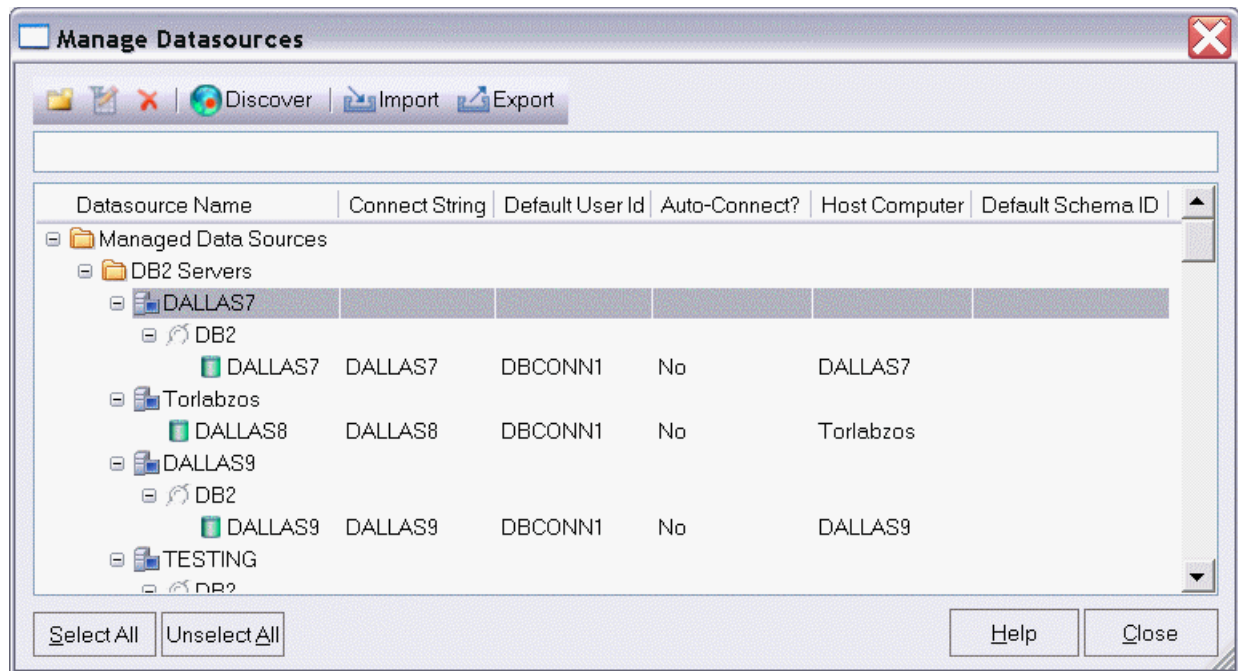 Manage Datasources
Discover Import Export
Datasource Name Connect String Default User Id Auto-Connect? Host Computer Default Schema ID
Managed Data Sources
DB2 Servers
DALLAS7
DB2
DALLAS7 DALLAS7 DBCONN1 No DALLAS7
Torlabzos
DALLAS8 DALLAS8 DBCONN1 No Torlabzos
DALLAS9
DB2
DALLAS9 DALLAS9 DBCONN1 No DALLAS9
TESTING
DB2
Select All Unselect All Help Close